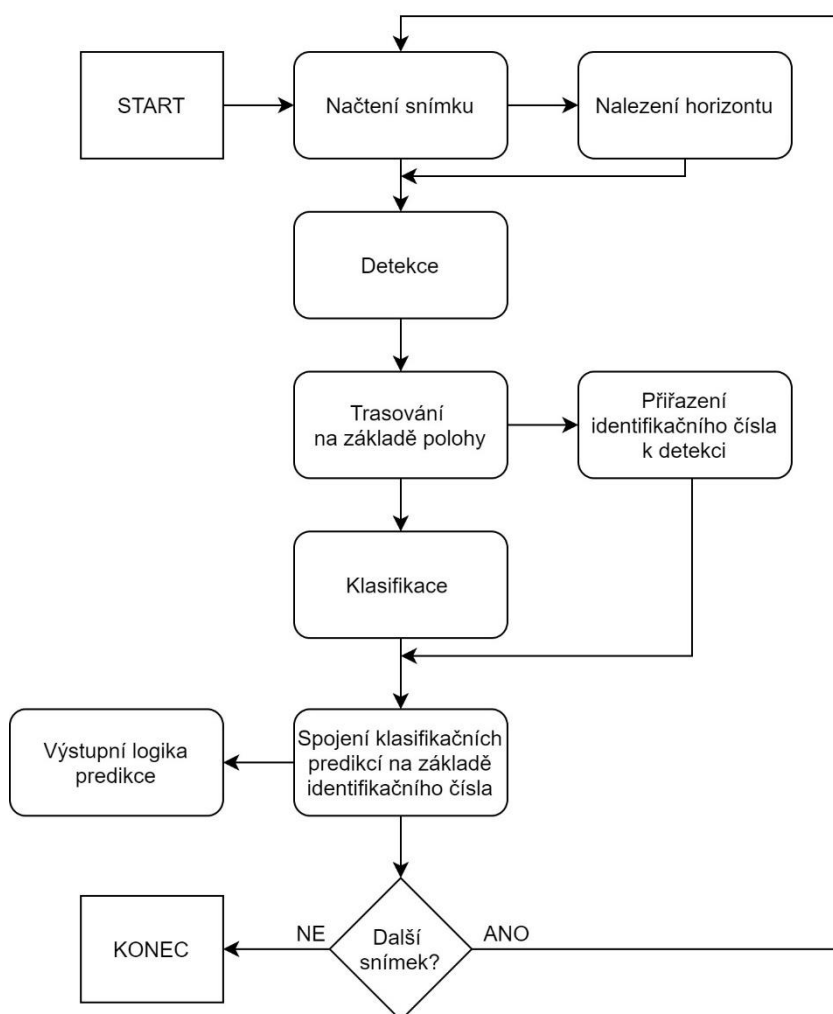 START
Načtení snímku
Nalezení horizontu
Detekce
Trasování
na základě polohy
Přiřazení
identifikačního čísla
k detekci
Klasifikace
Výstupní logika
predikce
Spojení klasifikačních
predikcí na základě
identifikačního čísla
KONEC
NE
Další
snímek?
ANO